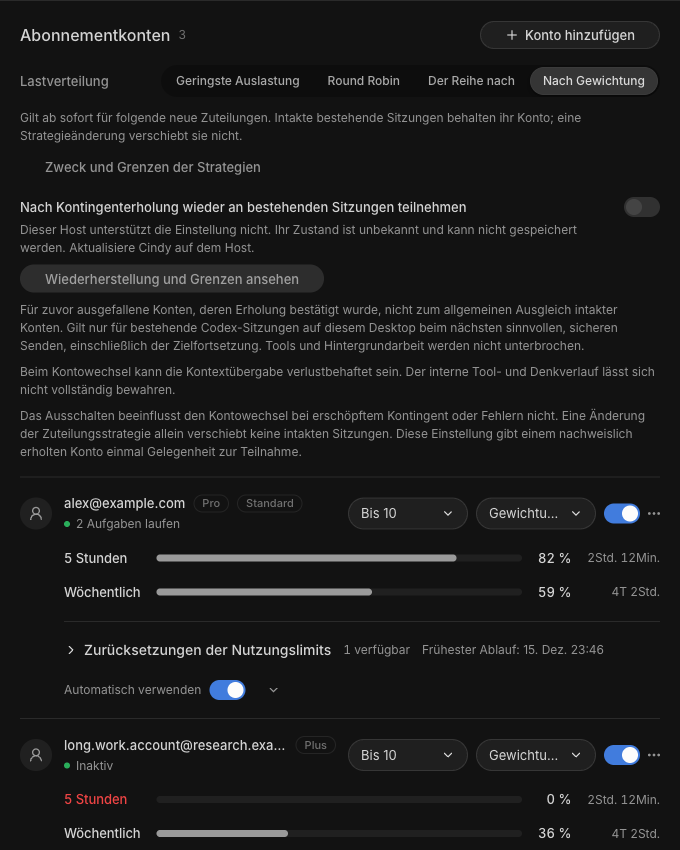 Abonnementkonten 3
Konto hinzufügen
Lastverteilung
Geringste Auslastung
Round Robin
Der Reihe nach
Nach Gewichtung
Gilt ab sofort für folgende neue Zuteilungen. Intakte bestehende Sitzungen behalten ihr Konto; eine
Strategieänderung verschiebt sie nicht.
Zweck und Grenzen der Strategien
Nach Kontingenterholung wieder an bestehenden Sitzungen teilnehmen
Dieser Host unterstützt die Einstellung nicht. Ihr Zustand ist unbekannt und kann nicht gespeichert
werden. Aktualisiere Cindy auf dem Host.
Wiederherstellung und Grenzen ansehen
Für zuvor ausgefallene Konten, deren Erholung bestätigt wurde, nicht zum allgemeinen Ausgleich intakter
Konten. Gilt nur für bestehende Codex-Sitzungen auf diesem Desktop beim nächsten sinnvollen, sicheren
Senden, einschließlich der Zielfortsetzung. Tools und Hintergrundarbeit werden nicht unterbrochen.
Beim Kontowechsel kann die Kontextübergabe verlustbehaftet sein. Der interne Tool- und Denkverlauf lässt sich
nicht vollständig bewahren.
Das Ausschalten beeinflusst den Kontowechsel bei erschöpftem Kontingent oder Fehlern nicht. Eine Änderung
der Zuteilungsstrategie allein verschiebt keine intakten Sitzungen. Diese Einstellung gibt einem nachweislich
erholten Konto einmal Gelegenheit zur Teilnahme.
alex@example.com Pro Standard
2 Aufgaben laufen
Bis 10
Gewichtu...
5 Stunden 82 % 2Std. 12Min.
Wöchentlich 59 % 4T 2Std.
Zurücksetzungen der Nutzungslimits 1 verfügbar Frühester Ablauf: 15. Dez. 23:46
Automatisch verwenden
long.work.account@research.exa... Plus
Inaktiv
Bis 10
Gewichtu...
5 Stunden 0 % 2Std. 12Min.
Wöchentlich 36 % 4T 2Std.